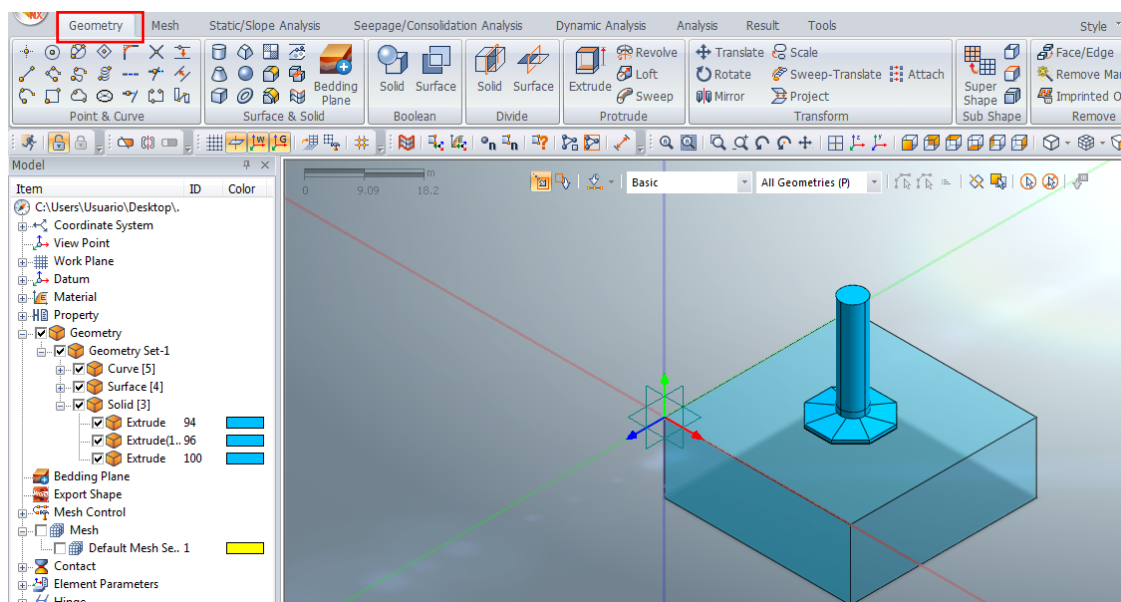 NX
Geometry Mesh Static/Slope Analysis Seepage/Consolidation Analysis Dynamic Analysis Analysis Result Tools Style
Revolve Translate Scale Face/Edge
Loft Rotate Sweep-Translate Attach Remove Mar
Bedding Plane Solid Surface Solid Surface Extrude Sweep Mirror Project Super Shape Imprinted O
Point & Curve Surface & Solid Boolean Divide Protrude Transform Sub Shape Remove
Model
Item ID Color
C:\Users\Usuario\Desktop\.
Coordinate System
View Point
Work Plane
Datum
Material
Property
Geometry
Geometry Set-1
Curve [5]
Surface [4]
Solid [3]
Extrude 94
Extrude(1.. 96
Extrude 100
Bedding Plane
Export Shape
Mesh Control
Mesh
Default Mesh Se.. 1
Contact
Element Parameters
Hinge
m
0 9.09 18.2
Basic All Geometries (P)